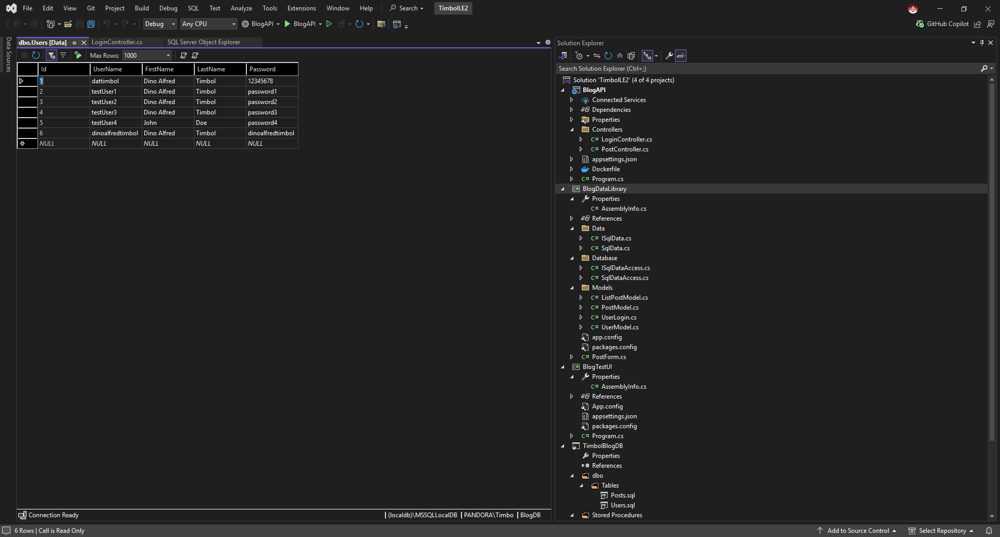 File Edit View Git Project Build Debug SQL Test Analyze Tools Extensions Window Help Search TimbolLE2
Debug Any CPU BlogAPI BlogAPI GitHub Copilot
Data Sources
dbo.Users [Data] LoginController.cs SQL Server Object Explorer
Max Rows: 1000
Id UserName FirstName LastName Password
1 dattimbol Dino Alfred Timbol 12345678
2 testUser1 Dino Alfred Timbol password1
3 testUser2 Dino Alfred Timbol password2
4 testUser3 Dino Alfred Timbol password3
5 testUser4 John Doe password4
6 dinoalfredtimbol Dino Alfred Timbol dinoalfredtimbol
NULL NULL NULL NULL NULL
Connection Ready (localdb)\MSSQLLocalDB PANDORA\Timbo BlogDB
Solution Explorer
Search Solution Explorer (Ctrl+;)
Solution 'TimbolLE2' (4 of 4 projects)
BlogAPI
Connected Services
Dependencies
Properties
Controllers
C# LoginController.cs
C# PostController.cs
appsettings.json
Dockerfile
C# Program.cs
C# BlogDataLibrary
Properties
C# AssemblyInfo.cs
References
Data
C# ISqlData.cs
C# SqlData.cs
Database
C# ISqlDataAccess.cs
C# SqlDataAccess.cs
Models
C# ListPostModel.cs
C# PostModel.cs
C# UserLogin.cs
C# UserModel.cs
app.config
packages.config
C# PostForm.cs
C# BlogTestUI
Properties
C# AssemblyInfo.cs
References
App.config
appsettings.json
packages.config
C# Program.cs
TimbolBlogDB
Properties
References
dbo
Tables
Posts.sql
Users.sql
Stored Procedures
6 Rows | Cell is Read Only Add to Source Control Select Repository